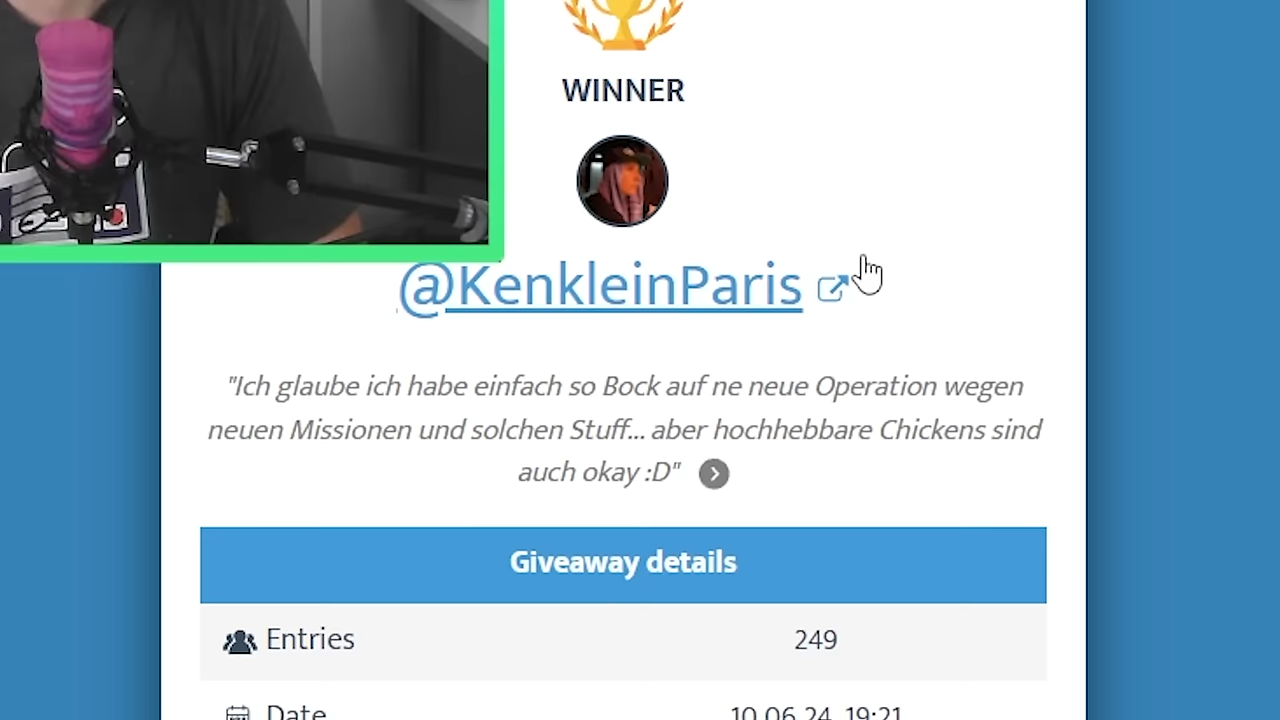 WINNER
@KenkleinParis
"Ich glaube ich habe einfach so Bock auf ne neue Operation wegen
neuen Missionen und solchen Stuff... aber hochhebbare Chickens sind
auch okay :D"
Giveaway details
Entries 249
Date 10.06.24, 19:21